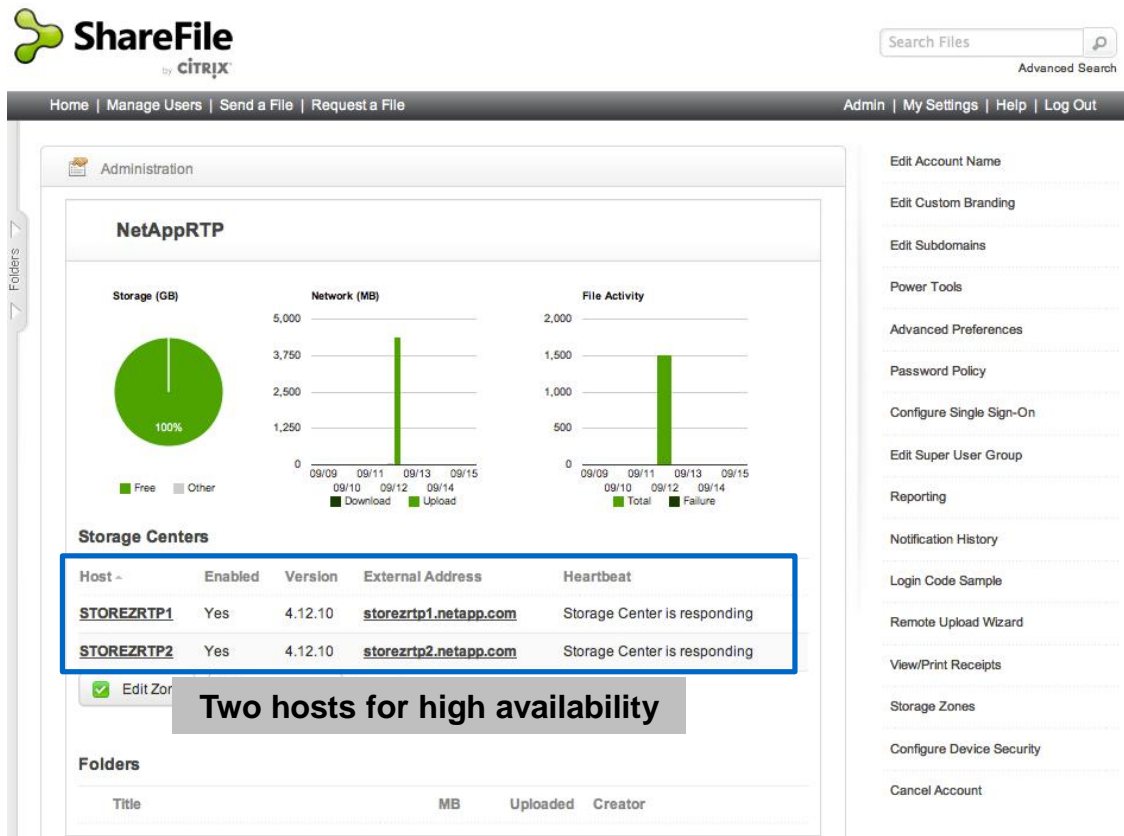 ShareFile
by CITRIX
Search Files
Advanced Search
Home | Manage Users | Send a File | Request a File
Admin | My Settings | Help | Log Out
Folders
Administration
NetAppRTP
Storage (GB)
100%
Free Other
Network (MB)
5,000
3,750
2,500
1,250
0
09/09 09/11 09/13 09/15
09/10 09/12 09/14
Download Upload
File Activity
2,000
1,500
1,000
500
0
09/09 09/11 09/13 09/15
09/10 09/12 09/14
Total Failure
Storage Centers
Host Enabled Version External Address Heartbeat
STOREZRTP1 Yes 4.12.10 storezrtp1.netapp.com Storage Center is responding
STOREZRTP2 Yes 4.12.10 storezrtp2.netapp.com Storage Center is responding
Edit Zon
Two hosts for high availability
Folders
Title MB Uploaded Creator
Edit Account Name
Edit Custom Branding
Edit Subdomains
Power Tools
Advanced Preferences
Password Policy
Configure Single Sign-On
Edit Super User Group
Reporting
Notification History
Login Code Sample
Remote Upload Wizard
View/Print Receipts
Storage Zones
Configure Device Security
Cancel Account